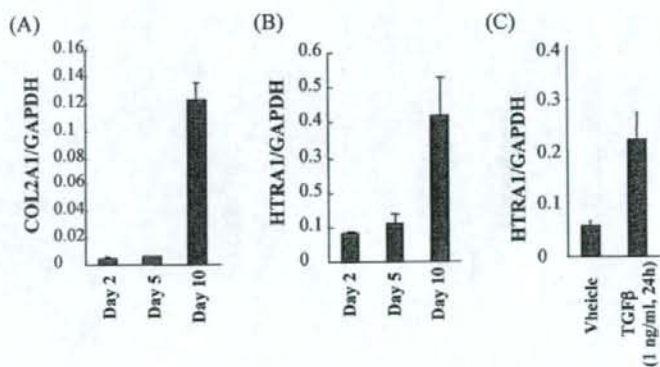 (A)
COL2A1/GAPDH
0.16
0.14
0.12
0.10
0.08
0.06
0.04
0.02
0
Day 2
Day 5
Day 10
(B)
HTRA1/GAPDH
0.6
0.5
0.4
0.3
0.5
0.1
0
Day 2
Day 5
Day 10
(C)
HTRA1/GAPDH
0.4
0.3
0.2
0.1
0
Vheicle
TGFβ
(1 ng/ml, 24h)